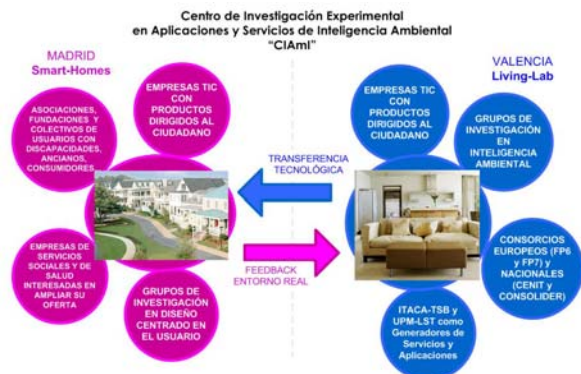 Centro de Investigación Experimental
en Aplicaciones y Servicios de Inteligencia Ambiental
“CIAmI”
MADRID
Smart-Homes
ASOCIACIONES,
FUNDACIONES Y
COLECTIVOS DE
USUARIOS CON
DISCAPACIDADES,
ANCIANOS,
CONSUMIDORES...
EMPRESAS TIC
CON
PRODUCTOS
DIRIGIDOS AL
CIUDADANO
EMPRESAS DE
SERVICIOS
SOCIALES Y DE
SALUD
INTERESADAS EN
AMPLIAR SU
OFERTA
GRUPOS DE
INVESTIGACIÓN
EN DISEÑO
CENTRADO EN
EL USUARIO
TRANSFERENCIA
TECNOLÓGICA
FEEDBACK
ENTORNO REAL
VALENCIA
Living-Lab
EMPRESAS TIC
CON
PRODUCTOS
DIRIGIDOS AL
CIUDADANO
GRUPOS DE
INVESTIGACIÓN
EN
INTELIGENCIA
AMBIENTAL
CONSORCIOS
EUROPEOS (FP6
y FP7) y
NACIONALES
(CENIT y
CONSOLIDER)
ITACA-TSB y
UPM-LST como
Generadores de
Servicios y
Aplicaciones